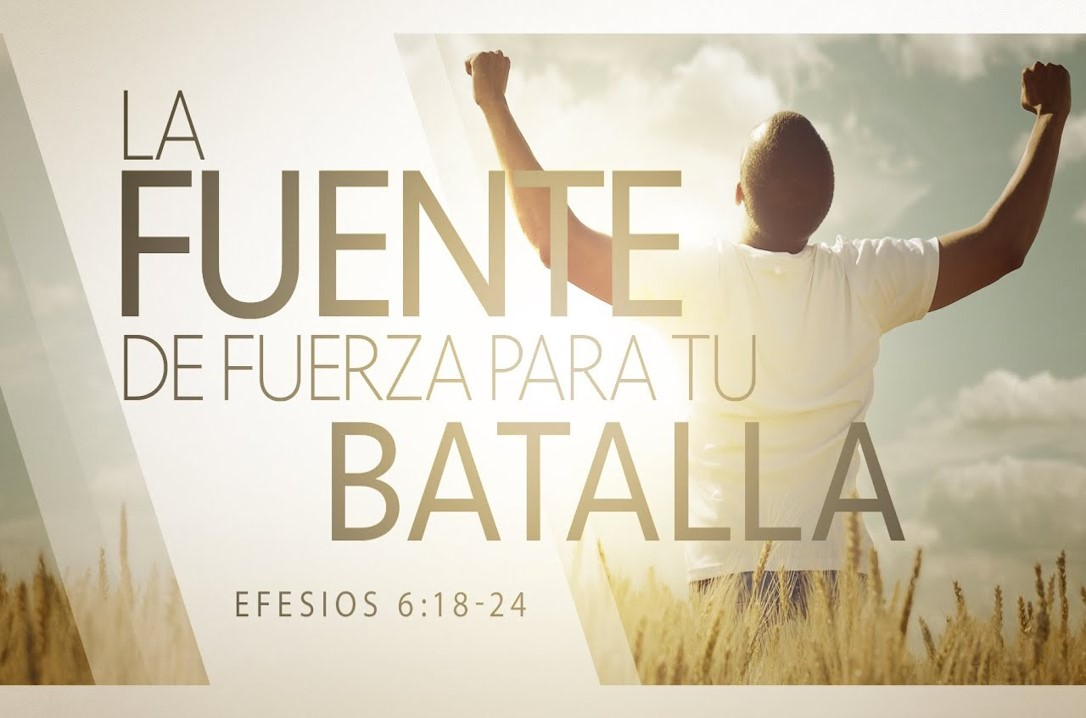 LA
FUENTE
DE FUERZA PARA TU
BATALLA
EFESIOS 6:18-24